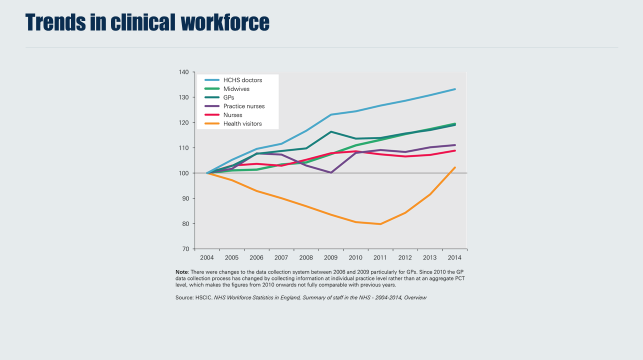 Trends in clinical workforce
140
130
120
110
100
90
80
70
HCHS doctors
Midwives
GPs
Practice nurses
Nurses
Health visitors
2004 2005 2006 2007 2008 2009 2010 2011 2012 2013 2014
Note: There were changes to the data collection system between 2008 and 2009 particularly for GPs. Since 2010 the GP
data collection process has changed by collecting information at individual practice level rather than at an aggregate PCT
level, which makes the figures from 2010 onwards not fully comparable with previous years.
Source: HSCIC, NHS Workforce Statistics in England, Summary of staff in the NHS - 2004-2014, Overview